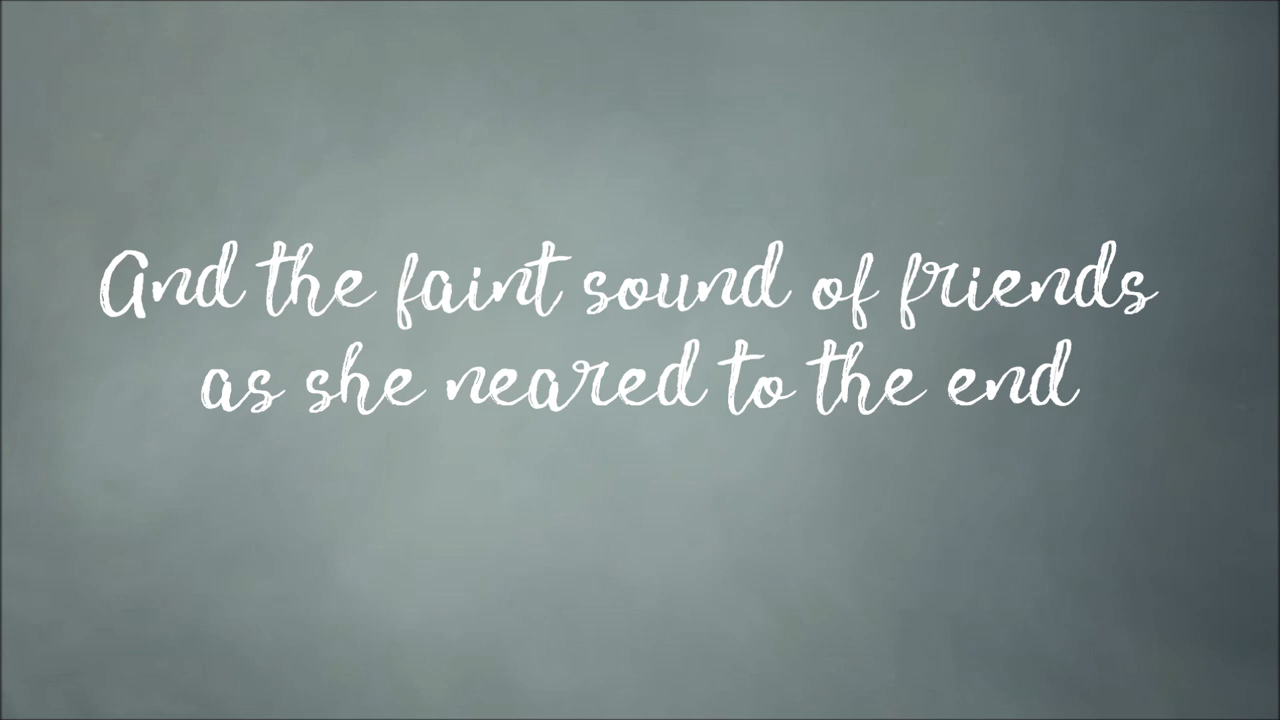 And the faint sound of friends
as she neared to the end